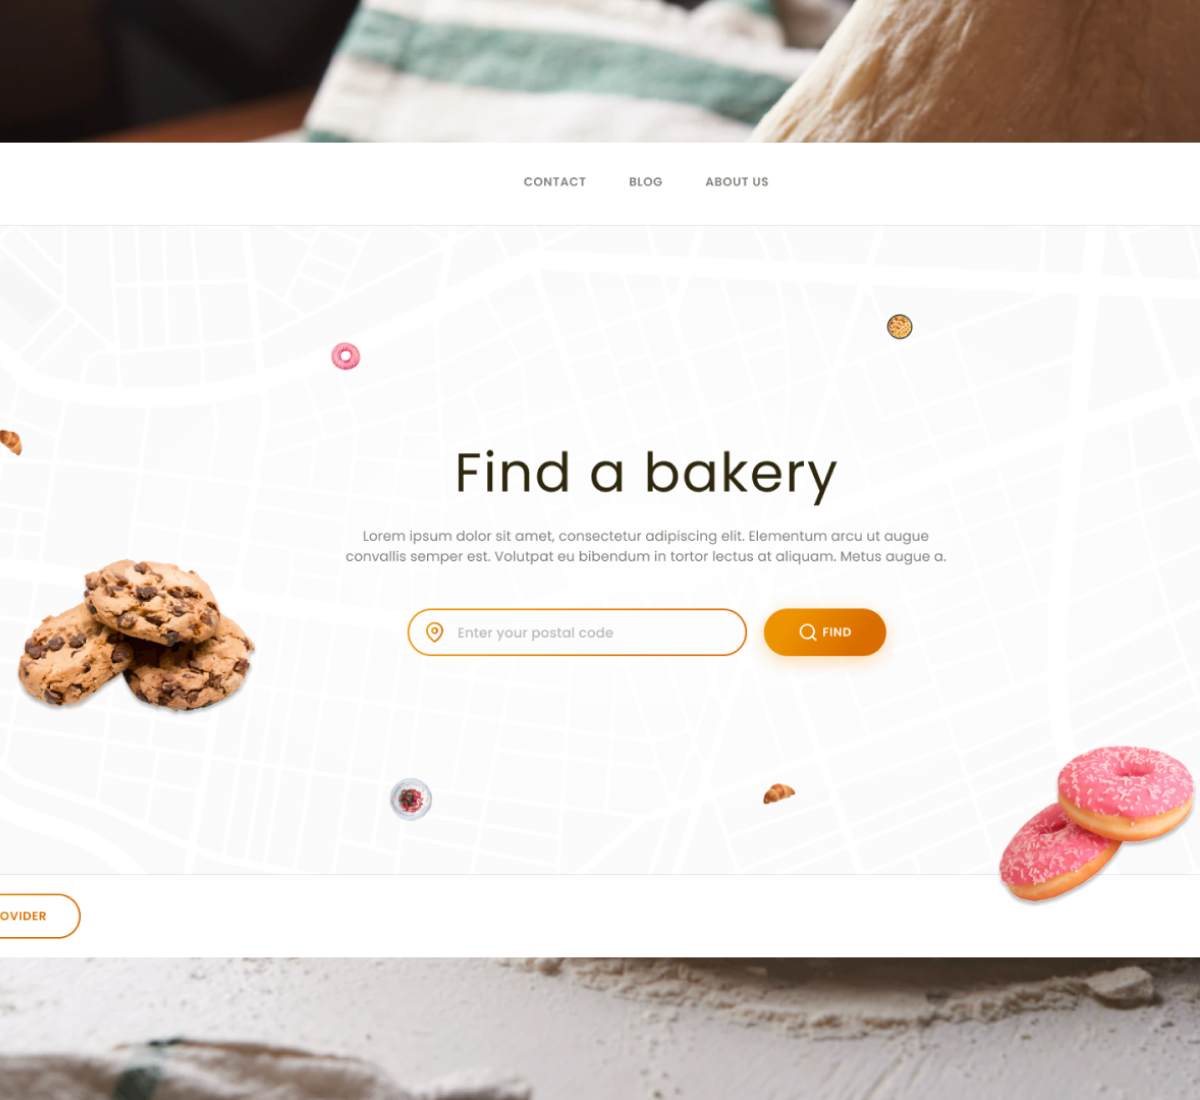 CONTACT BLOG ABOUT US
Find a bakery
Lorem ipsum dolor sit amet, consectetur adipiscing elit. Elementum arcu ut augue
convallis semper est. Volutpat eu bibendum in tortor lectus at aliquam. Metus augue a.
Enter your postal code
FIND
OVIDER